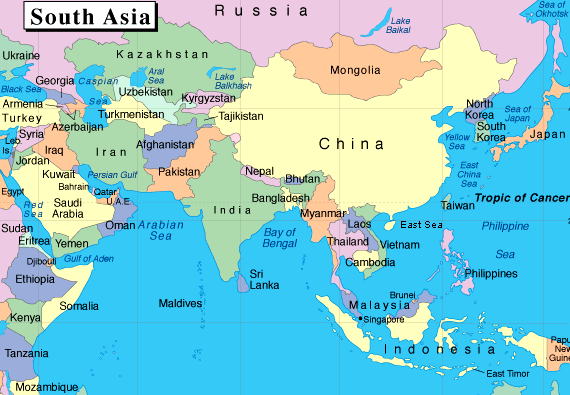 South Asia
Russia
Sea of
Okhotsk
Lake
Baikal
Ukraine
Kazakhstan
Aral
Sea
Lake
Balkhash
Mongolia
Georgia
Caspian
Sea
Black Sea
Uzbekistan
Kyrgyzstan
Armenia
Turkey
Azerbaijan
Turkmenistan
Tajikistan
North
Korea
Sea of
Japan
South
Korea
Japan
Syria
Leb.
Is.
Iraq
Iran
Afghanistan
China
Yellow
Sea
Jordan
Kuwait
Pakistan
Nepal
Bhutan
East
China
Sea
Egypt
Bahrain
Persian Gulf
Qatar
U.A.E
Saudi
Arabia
Red
Sea
India
Bangladesh
Myanmar
Taiwan
Tropic of Cancer
Oman
Arabian
Sea
Bay of
Bengal
Laos
East Sea
Philippine
Sea
Sudan
Eritrea
Yemen
Thailand
Vietnam
Djibouti
Gulf of Aden
Cambodia
Philippines
Ethiopia
Sri
Lanka
Somalia
Maldives
Brunei
Malaysia
Singapore
Kenya
Indonesia
Papua
New
Guinea
Tanzania
East Timor
Mozambique